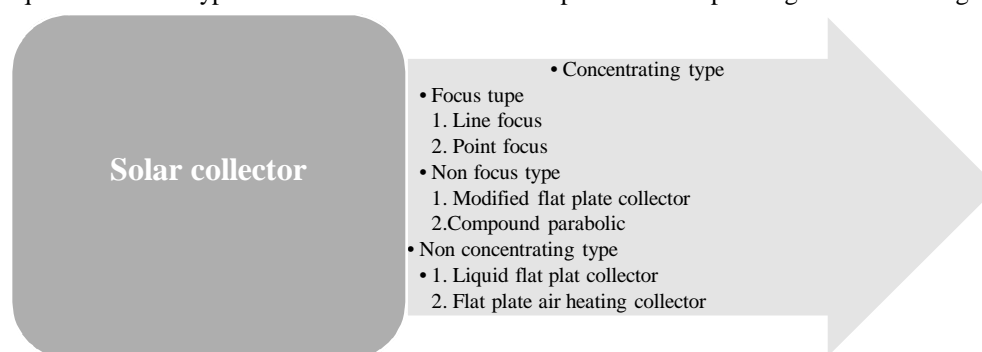 Solar collector
• Concentrating type
• Focus tupe
1. Line focus
2. Point focus
• Non focus type
1. Modified flat plate collector
2.Compound parabolic
• Non concentrating type
• 1. Liquid flat plat collector
2. Flat plate air heating collector